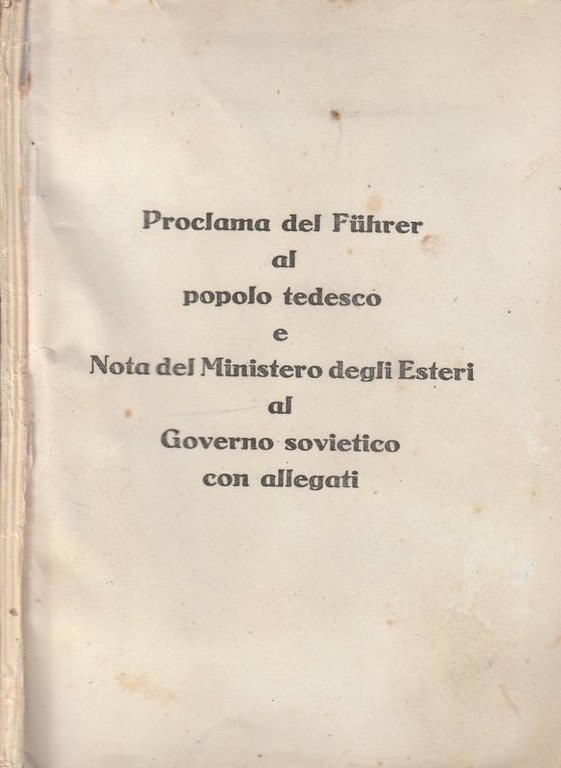 Proclama del Führer
al
popolo tedesco
e
Nota del Ministero degli Esteri
al
Governo sovietico
con allegati